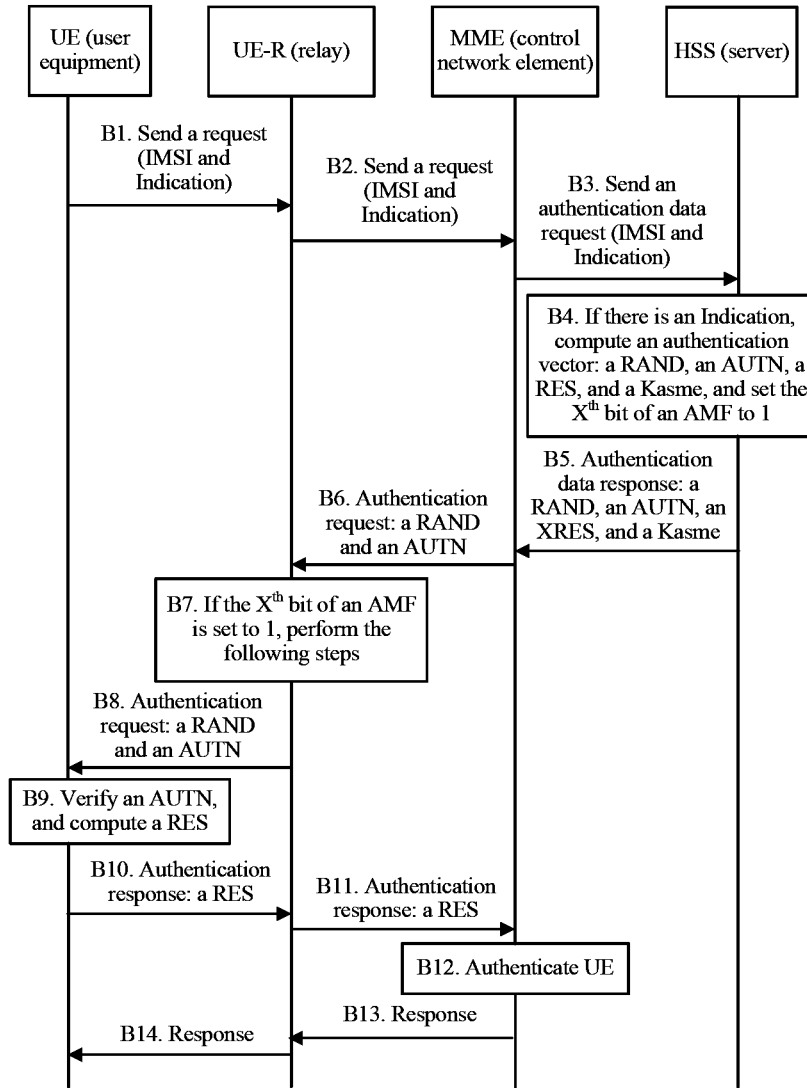 UE (user
equipment)
UE-R (relay)
MME (control
network element)
HSS (server)
B1. Send a request
(IMSI and
Indication)
B2. Send a request
(IMSI and
Indication)
B3. Send an
authentication data
request (IMSI and
Indication)
B4. If there is an Indication,
compute an authentication
vector: a RAND, an AUTN, a
RES, and a Kasme, and set the
Xth bit of an AMF to 1
B5. Authentication
data response: a
RAND, an AUTN, an
XRES, and a Kasme
B6. Authentication
request: a RAND
and an AUTN
B7. If the Xth bit of an AMF
is set to 1, perform the
following steps
B8. Authentication
request: a RAND
and an AUTN
B9. Verify an AUTN,
and compute a RES
B10. Authentication
response: a RES
B11. Authentication
response: a RES
B12. Authenticate UE
B13. Response
B14. Response